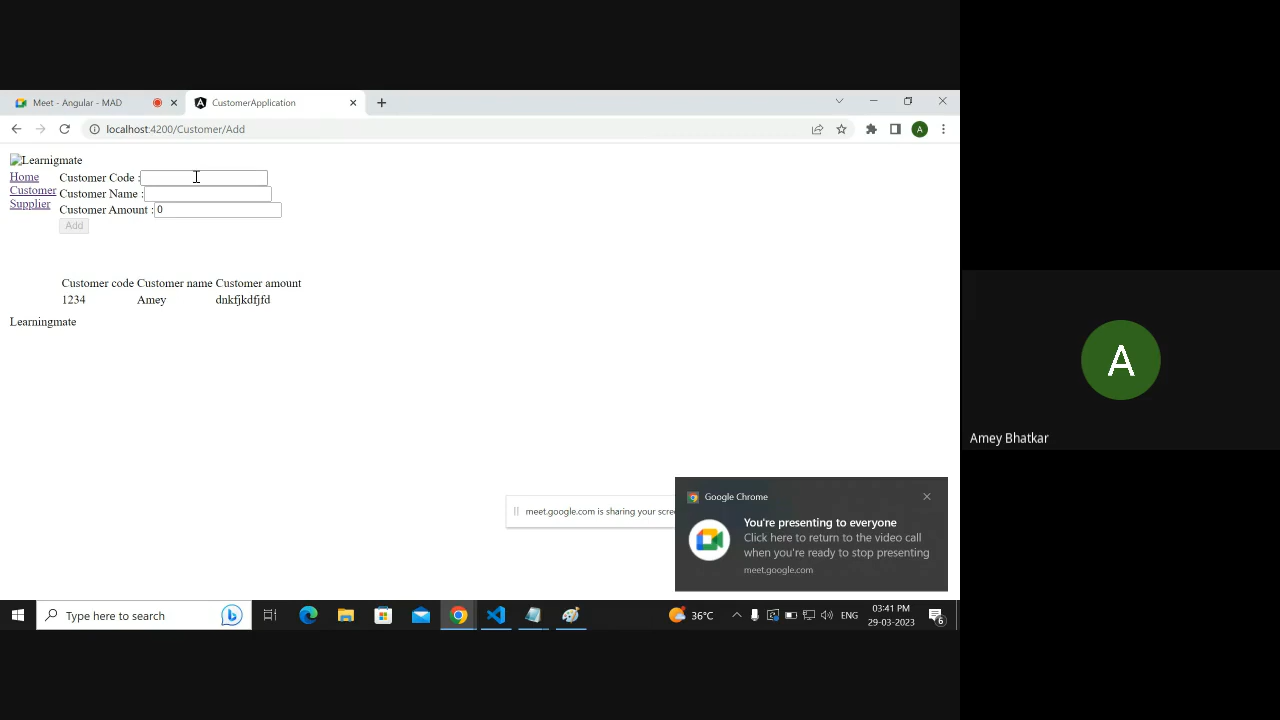 Meet - Angular - MAD
CustomerApplication
localhost:4200/Customer/Add
A
Learnigmate
Home
Customer
Supplier
Customer Code :
Customer Name :
Customer Amount : 0
Add
Customer code Customer name Customer amount
1234 Amey dnkfjkdfjfd
Learningmate
A
Amey Bhatkar
meet.google.com is sharing your
Google Chrome
You're presenting to everyone
Click here to return to the video call
when you're ready to stop presenting
meet.google.com
Type here to search
36°C
ENG
03:41 PM
29-03-2023
6